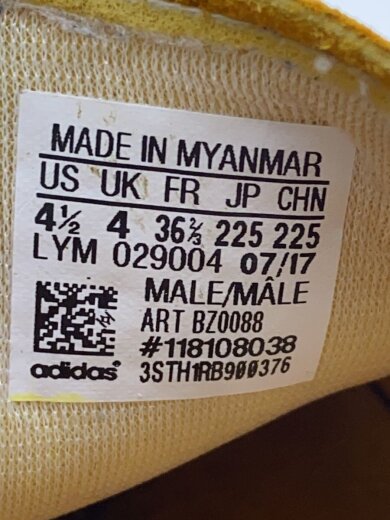 MADE IN MYANMAR
US UK FR JP CHN
4½ 4 36⅔ 225 225
LYM 029004 07/17
MALE/MÂLE
ART BZ0088
#118108038
adidas® 3STH1RB900376